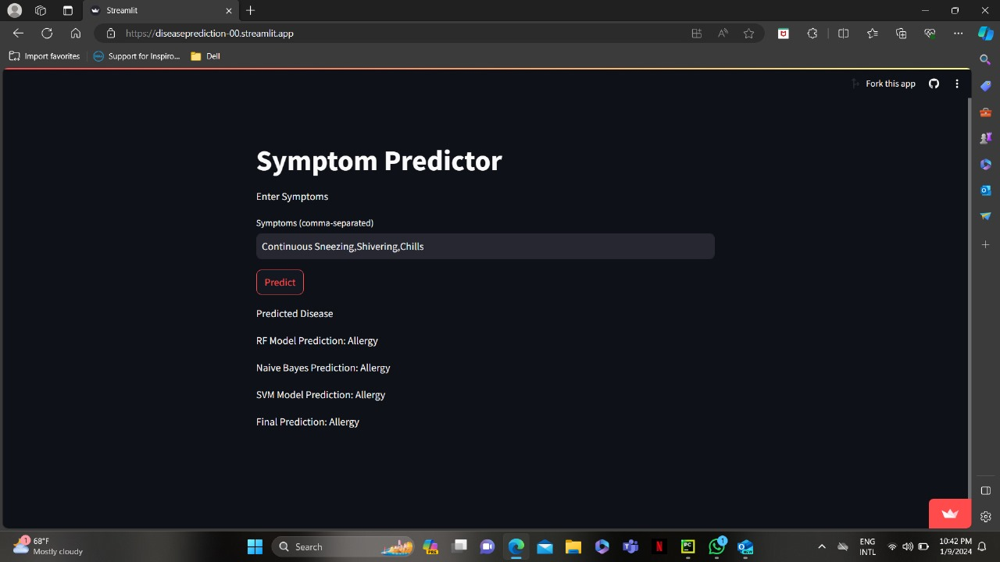 Streamlit
https://diseaseprediction-00.streamlit.app
Import favorites
Support for Inspiro...
Dell
Fork this app
Symptom Predictor
Enter Symptoms
Symptoms (comma-separated)
Continuous Sneezing,Shivering,Chills
Predict
Predicted Disease
RF Model Prediction: Allergy
Naive Bayes Prediction: Allergy
SVM Model Prediction: Allergy
Final Prediction: Allergy
1
68°F
Mostly cloudy
Search
PRE
N
PC
1
NEW
ENG
INTL
10:42 PM
1/9/2024